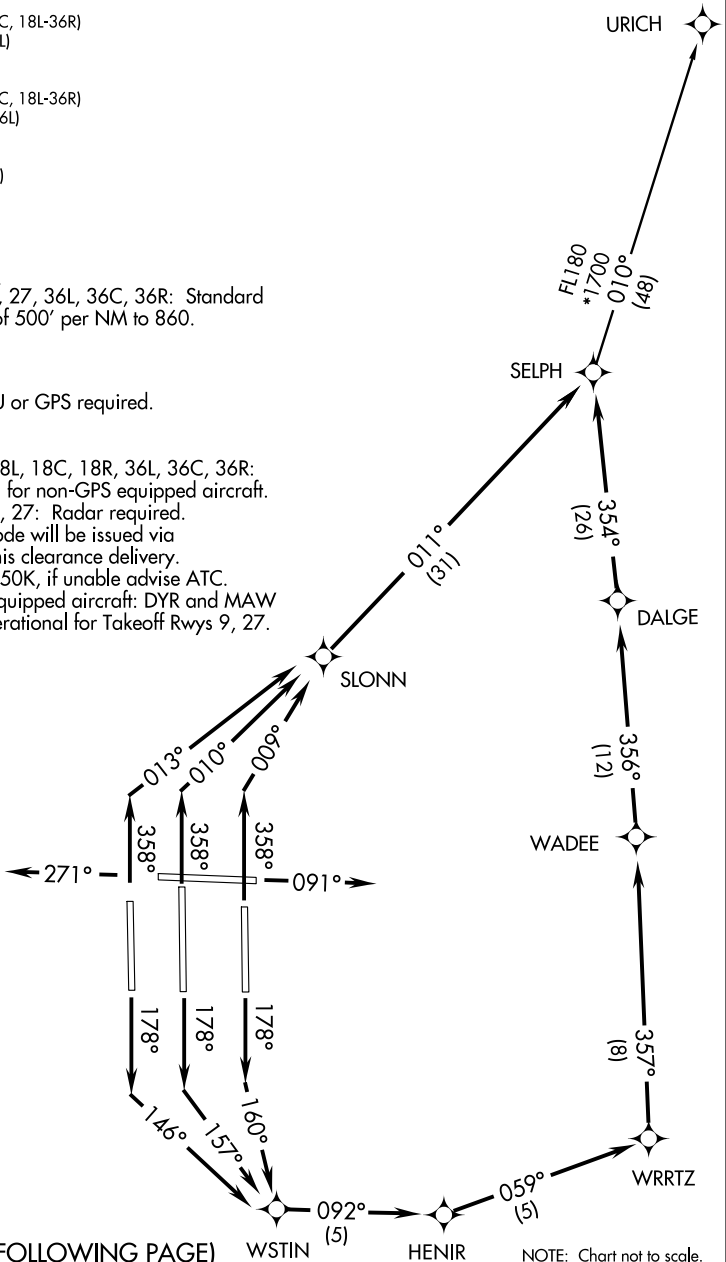 C, 18L-36R)
L)
C, 18L-36R)
6L)
)
, 27, 36L, 36C, 36R: Standard
of 500' per NM to 860.
U or GPS required.
8L, 18C, 18R, 36L, 36C, 36R:
for non-GPS equipped aircraft.
, 27: Radar required.
ode will be issued via
his clearance delivery.
50K, if unable advise ATC.
equipped aircraft: DYR and MAW
erational for Takeoff Rwys 9, 27.
URICH
FL180
*1700
010°
(48)
SELPH
354°
(26)
011°
(31)
DALGE
SLONN
013°
010°
009°
356°
(12)
358°
358°
358°
WADEE
271°
091°
178°
178°
178°
357°
(8)
146°
157°
160°
WRRTZ
059°
(5)
092°
(5)
FOLLOWING PAGE)
WSTIN
HENIR
NOTE: Chart not to scale.